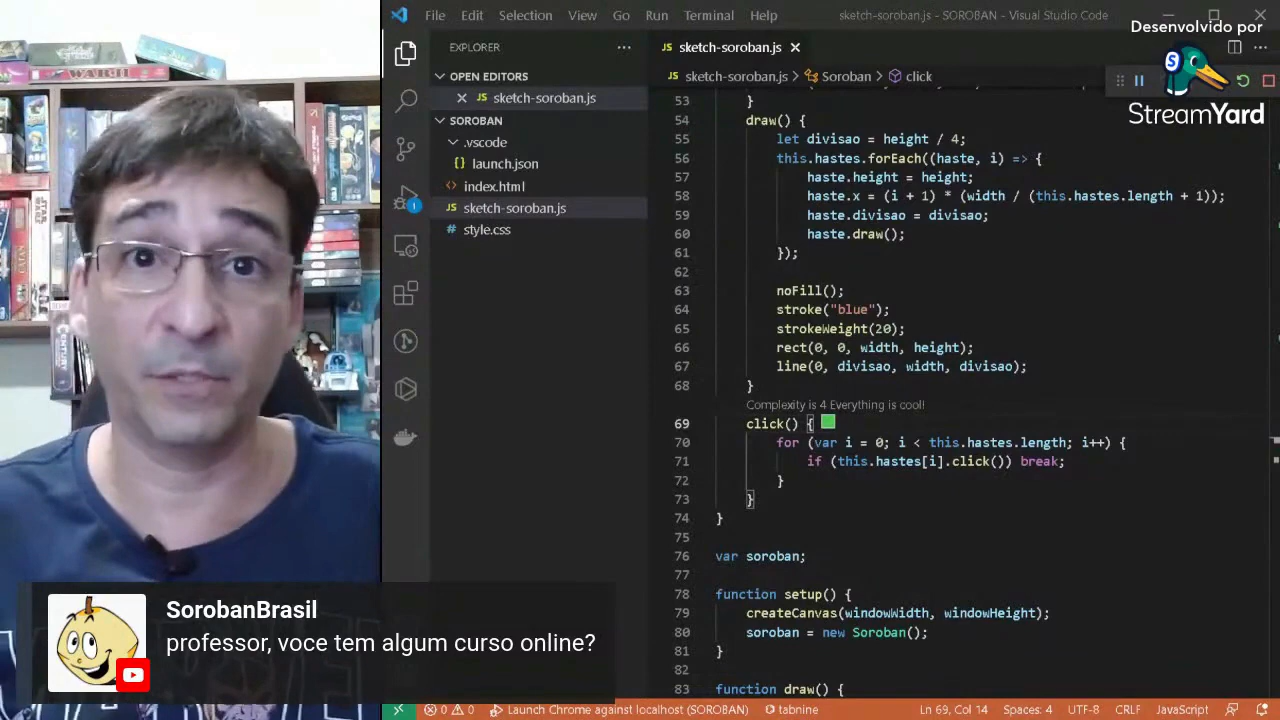 File Edit Selection View Go Run Terminal Help
sketch-soroban.js - SOROBAN - Visual Studio Code
Desenvolvido por
StreamYard
EXPLORER
OPEN EDITORS
sketch-soroban.js
SOROBAN
.vscode
launch.json
index.html
sketch-soroban.js
style.css
1
sketch-soroban.js
sketch-soroban.js > Soroban > click
53 }
54 draw() {
55 let divisao = height / 4;
56 this.hastes.forEach((haste, i) => {
57 haste.height = height;
58 haste.x = (i + 1) * (width / (this.hastes.length + 1));
59 haste.divisao = divisao;
60 haste.draw();
61 });
62
63 noFill();
64 stroke("blue");
65 strokeWeight(20);
66 rect(0, 0, width, height);
67 line(0, divisao, width, divisao);
68 }
Complexity is 4 Everything is cool!
69 click() {
70 for (var i = 0; i < this.hastes.length; i++) {
71 if (this.hastes[i].click()) break;
72 }
73 }
74 }
75
76 var soroban;
77
78 function setup() {
79 createCanvas(windowWidth, windowHeight);
80 soroban = new Soroban();
81 }
82
83 function draw() {
STAR WARS
CATAN
CENTURY
SorobanBrasil
professor, voce tem algum curso online?
0 0 Launch Chrome against localhost (SOROBAN) tabnine Ln 69, Col 14 Spaces: 4 UTF-8 CRLF JavaScript